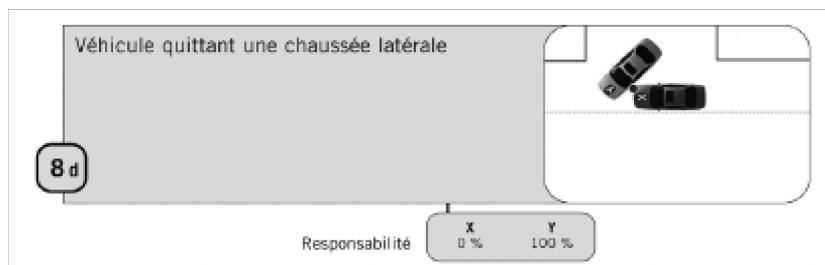 Véhicule quittant une chaussée latérale
8 d
X Y
Responsabilité 0 % 100 %